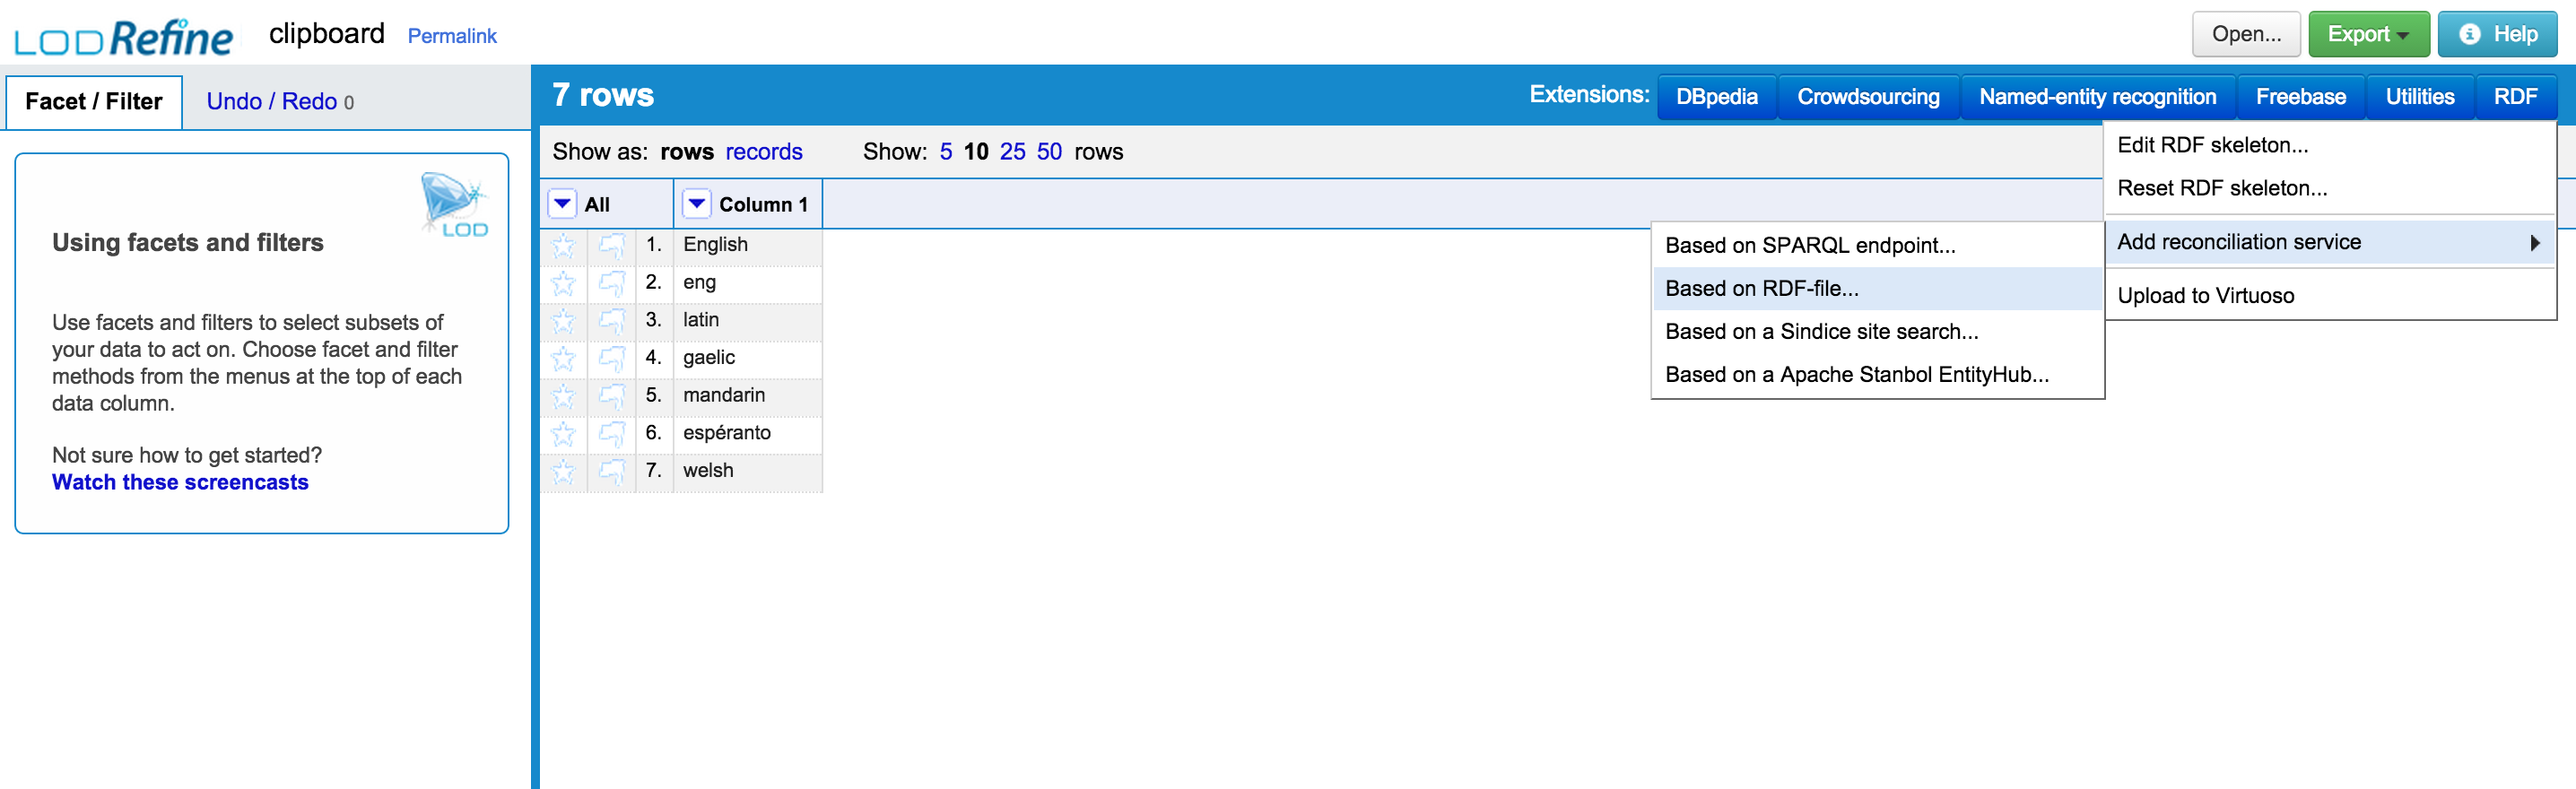 LODRefine clipboard Permalink Open... Export Help
Facet / Filter Undo / Redo 0 7 rows Extensions: DBpedia Crowdsourcing Named-entity recognition Freebase Utilities RDF
Show as: rows records Show: 5 10 25 50 rows
All Column 1
1. English
2. eng
3. latin
4. gaelic
5. mandarin
6. espéranto
7. welsh
Edit RDF skeleton...
Reset RDF skeleton...
Add reconciliation service
Upload to Virtuoso
Based on SPARQL endpoint...
Based on RDF-file...
Based on a Sindice site search...
Based on a Apache Stanbol EntityHub...
LOD
Using facets and filters
Use facets and filters to select subsets of
your data to act on. Choose facet and filter
methods from the menus at the top of each
data column.
Not sure how to get started?
Watch these screencasts